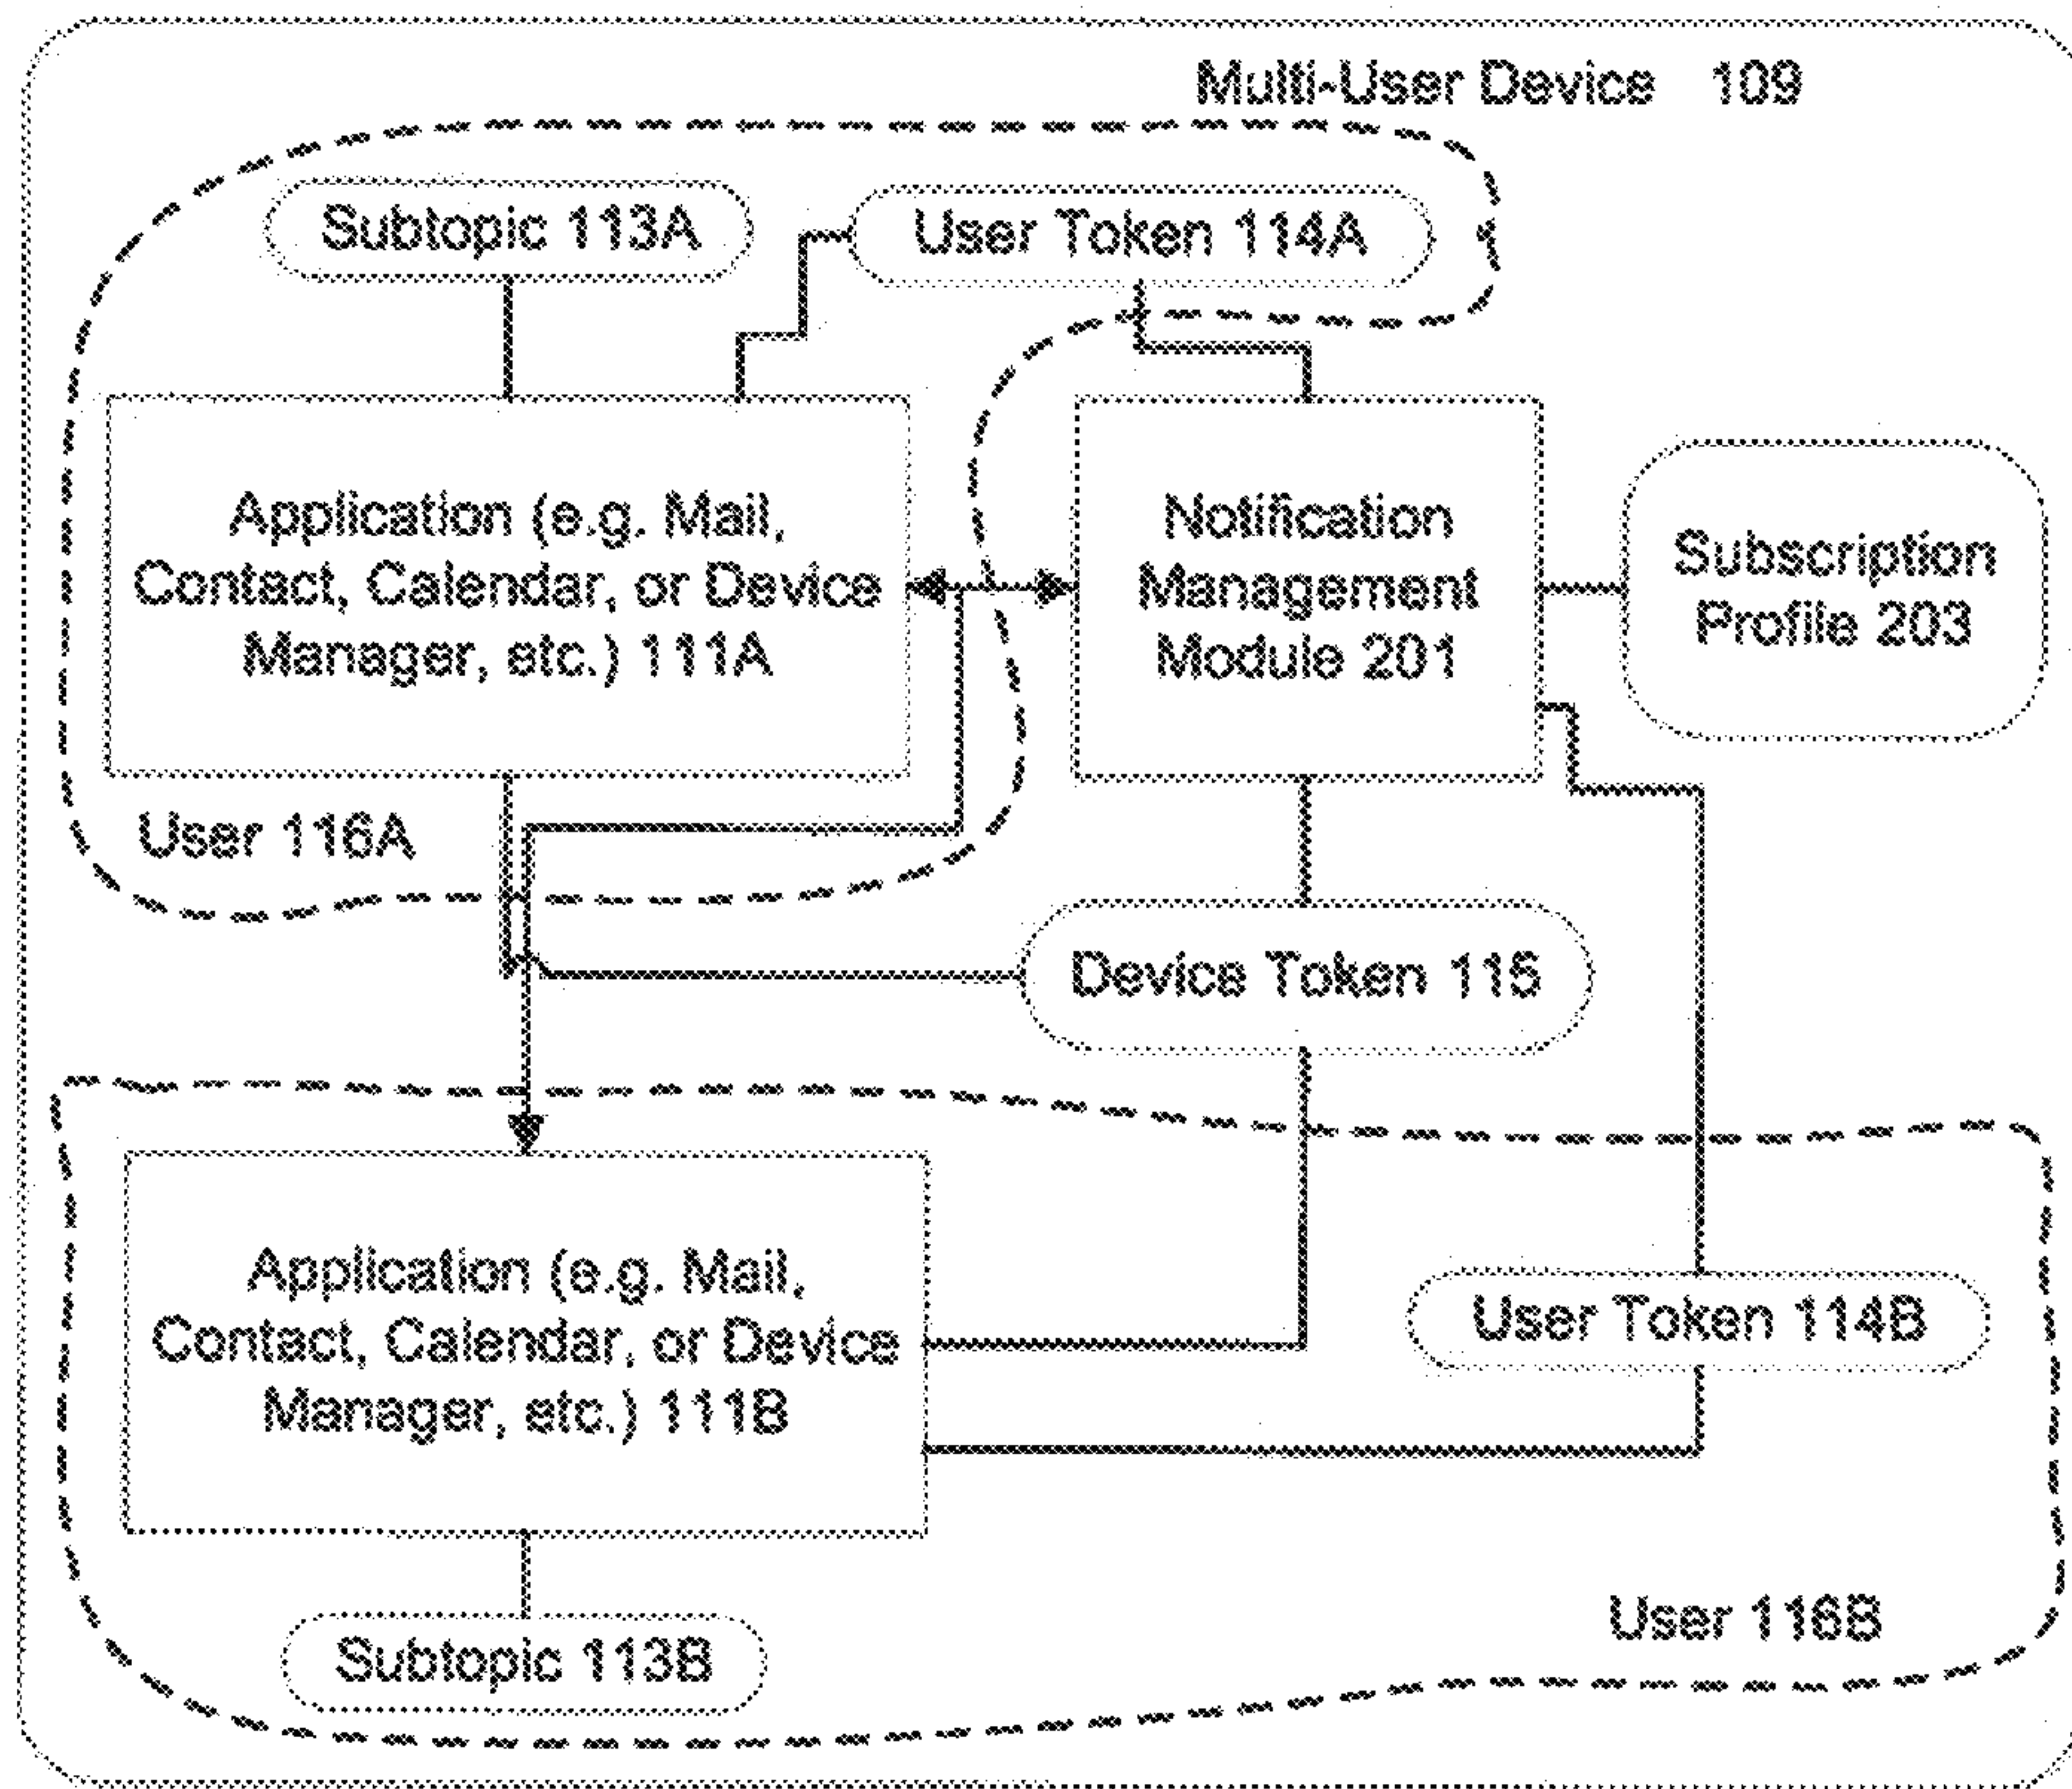 Multi-User Device 109
Subtopic 113A
User Token 114A
Application (e.g. Mail,
Contact, Calendar, or Device
Manager, etc.) 111A
Notification
Management
Module 201
Subscription
Profile 203
User 116A
Device Token 115
Application (e.g. Mail,
Contact, Calendar, or Device
Manager, etc.) 111B
User Token 114B
User 116B
Subtopic 113B